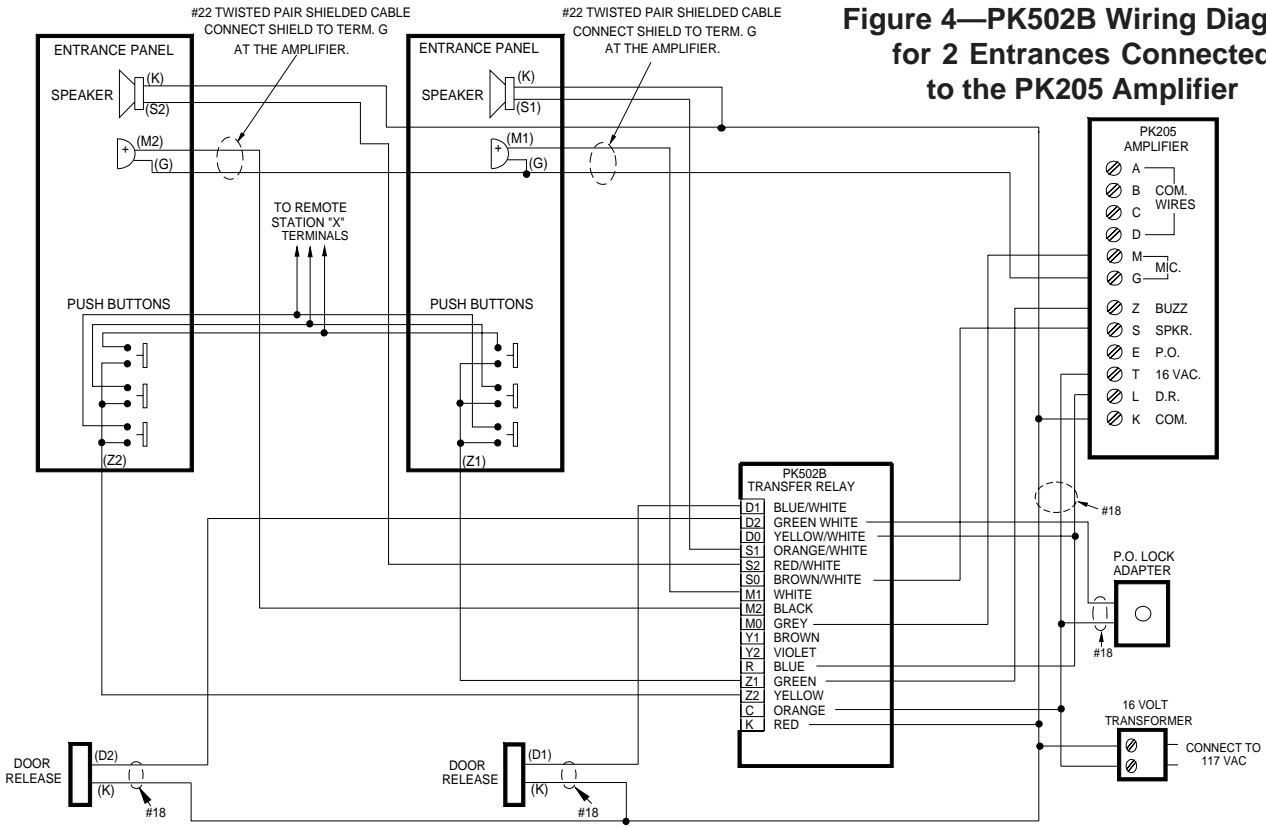 #22 TWISTED PAIR SHIELDED CABLE
CONNECT SHIELD TO TERM. G
AT THE AMPLIFIER.
#22 TWISTED PAIR SHIELDED CABLE
CONNECT SHIELD TO TERM. G
AT THE AMPLIFIER.
Figure 4—PK502B Wiring Diag
for 2 Entrances Connected
to the PK205 Amplifier
ENTRANCE PANEL
SPEAKER
(K)
(S2)
(M2)
+
(G)
TO REMOTE
STATION "X"
TERMINALS
PUSH BUTTONS
(Z2)
ENTRANCE PANEL
SPEAKER
(K)
(S1)
(M1)
+
(G)
PUSH BUTTONS
(Z1)
PK205
AMPLIFIER
A
B COM.
WIRES
C
D
M
MIC.
G
Z BUZZ
S SPKR.
E P.O.
T 16 VAC.
L D.R.
K COM.
PK502B
TRANSFER RELAY
D1 BLUE/WHITE
D2 GREEN WHITE
D0 YELLOW/WHITE
S1 ORANGE/WHITE
S2 RED/WHITE
S0 BROWN/WHITE
M1 WHITE
M2 BLACK
M0 GREY
Y1 BROWN
Y2 VIOLET
R BLUE
Z1 GREEN
Z2 YELLOW
C ORANGE
K RED
#18
P.O. LOCK
ADAPTER
#18
16 VOLT
TRANSFORMER
CONNECT TO
117 VAC
DOOR
RELEASE
(D2)
(K)
#18
DOOR
RELEASE
(D1)
(K)
#18